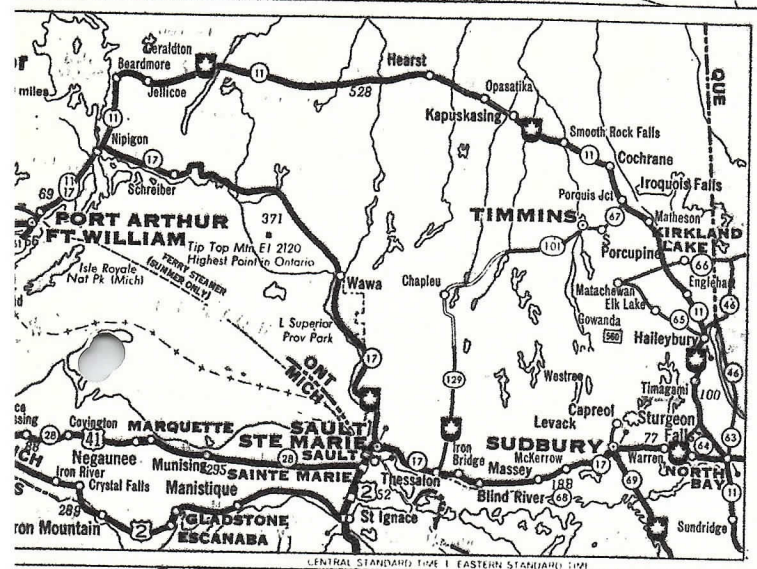 Geraldton
Beardmore
Hearst
11
Jellicoe
528
Opasatika
Kapuskasing
QUE
miles
11
Nipigon
Smooth Rock Falls
11
Cochrane
17
Schreiber
Iroquois Falls
Porquis Jct
11
17
69
TIMMINS
67
Matheson
PORT ARTHUR
FT WILLIAM
371
KIRKLAND
LAKE
101
Porcupine
Tip Top Mtn El 2120
Highest Point in Ontario
66
FERRY STEAMER
(SUMMER ONLY)
Isle Royale
Nat Pk (Mich)
Wawa
Chapleu
Matachewan
Englehart
Elk Lake
11
46
Gowanda
65
560
Haileybury
L Superior
Prov Park
ONT
MICH
17
129
Westree
Timagami
100
46
Capreol
Levack
Sturgeon
Falls
Covington
MARQUETTE
SAULT
STE MARIE
SUDBURY
77
28
41
Negaunee
Iron
Bridge
McKerrow
Warren
64
63
Munising
295
28
SAULT
SAINTE MARIE
17
Thessalon
Massey
17
NORTH
BAY
Iron River
Crystal Falls
Manistique
2
52
Blind River
188
68
69
11
289
GLADSTONE
ESCANABA
St Ignace
Sundridge
ron Mountain
2
CENTRAL STANDARD TIME | EASTERN STANDARD TIME